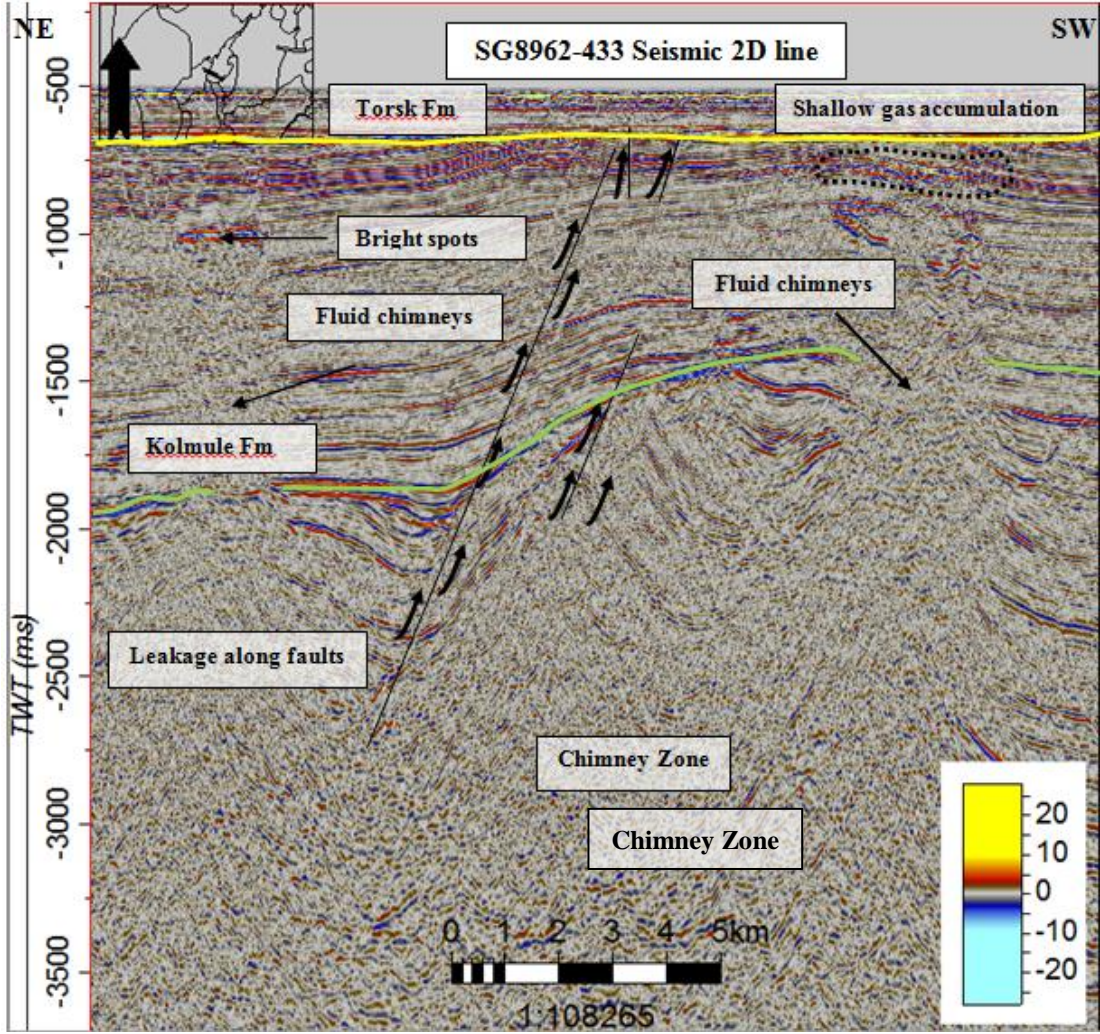 NE
SW
SG8962-433 Seismic 2D line
-500
Torsk Fm
Shallow gas accumulation
-1000
Bright spots
Fluid chimneys
Fluid chimneys
-1500
Kolmule Fm
-2000
Leakage along faults
-2500
TWT (ms)
Chimney Zone
Chimney Zone
-3000
-3500
0 1 2 3 4 5km
1:108265
20
10
0
-10
-20